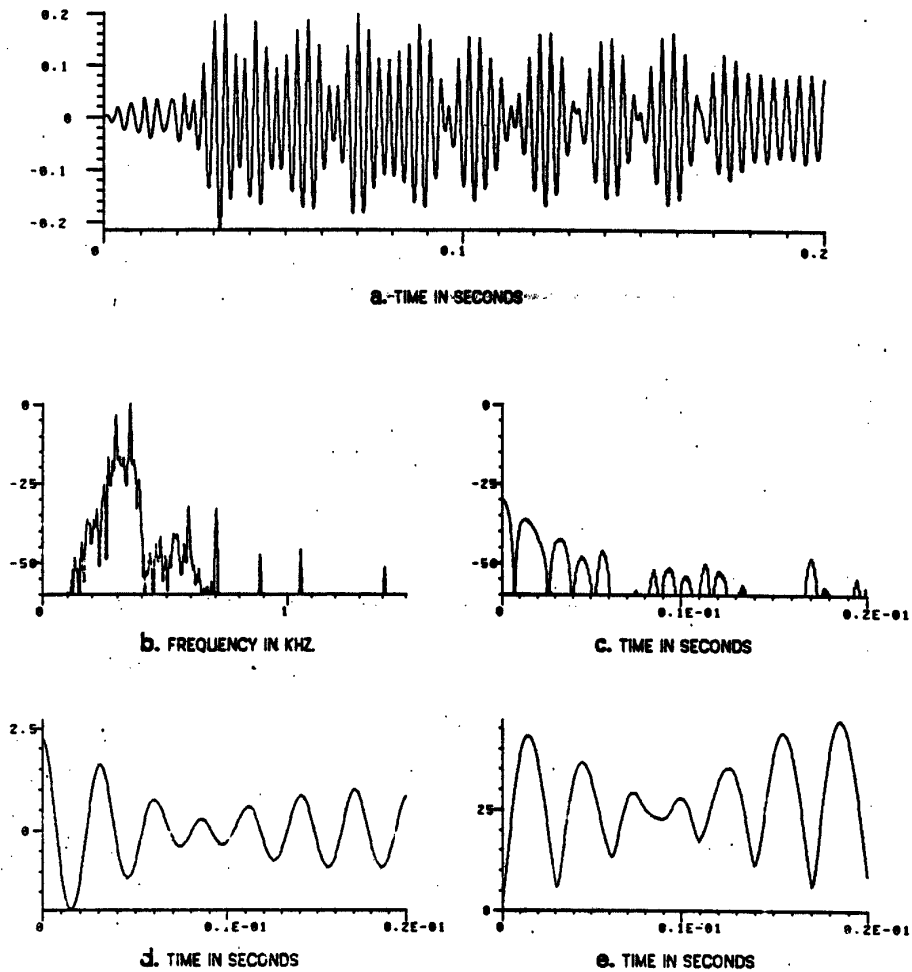 0.2
0.1
0
-0.1
-0.2
0 0.1 0.2
a. TIME IN SECONDS
0
-25
-50
0 1
b. FREQUENCY IN KHZ.
0
-25
-50
0 0.1E-01 0.2E-01
c. TIME IN SECONDS
2.5
0
0 0.1E-01 0.2E-01
d. TIME IN SECONDS
25
0
0 0.1E-01 0.2E-01
e. TIME IN SECONDS